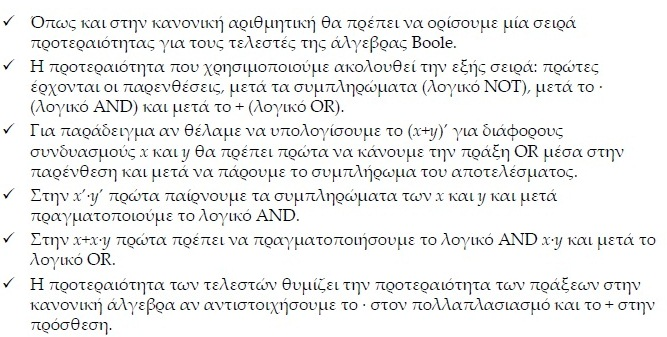 ✓ Όπως και στην κανονική αριθμητική θα πρέπει να ορίσουμε μία σειρά
προτεραιότητας για τους τελεστές της άλγεβρας Boole.
✓ Η προτεραιότητα που χρησιμοποιούμε ακολουθεί την εξής σειρά: πρώτες
έρχονται οι παρενθέσεις, μετά τα συμπληρώματα (λογικό NOT), μετά το ·
(λογικό AND) και μετά το + (λογικό OR).
✓ Για παράδειγμα αν θέλαμε να υπολογίσουμε το (x+y)′ για διάφορους
συνδυασμούς x και y θα πρέπει πρώτα να κάνουμε την πράξη OR μέσα στην
παρένθεση και μετά να πάρουμε το συμπλήρωμα του αποτελέσματος.
✓ Στην x′·y′ πρώτα παίρνουμε τα συμπληρώματα των x και y και μετά
πραγματοποιούμε το λογικό AND.
✓ Στην x+x·y πρώτα πρέπει να πραγματοποιήσουμε το λογικό AND x·y και μετά το
λογικό OR.
✓ Η προτεραιότητα των τελεστών θυμίζει την προτεραιότητα των πράξεων στην
κανονική άλγεβρα αν αντιστοιχήσουμε το · στον πολλαπλασιασμό και το + στην
πρόσθεση.